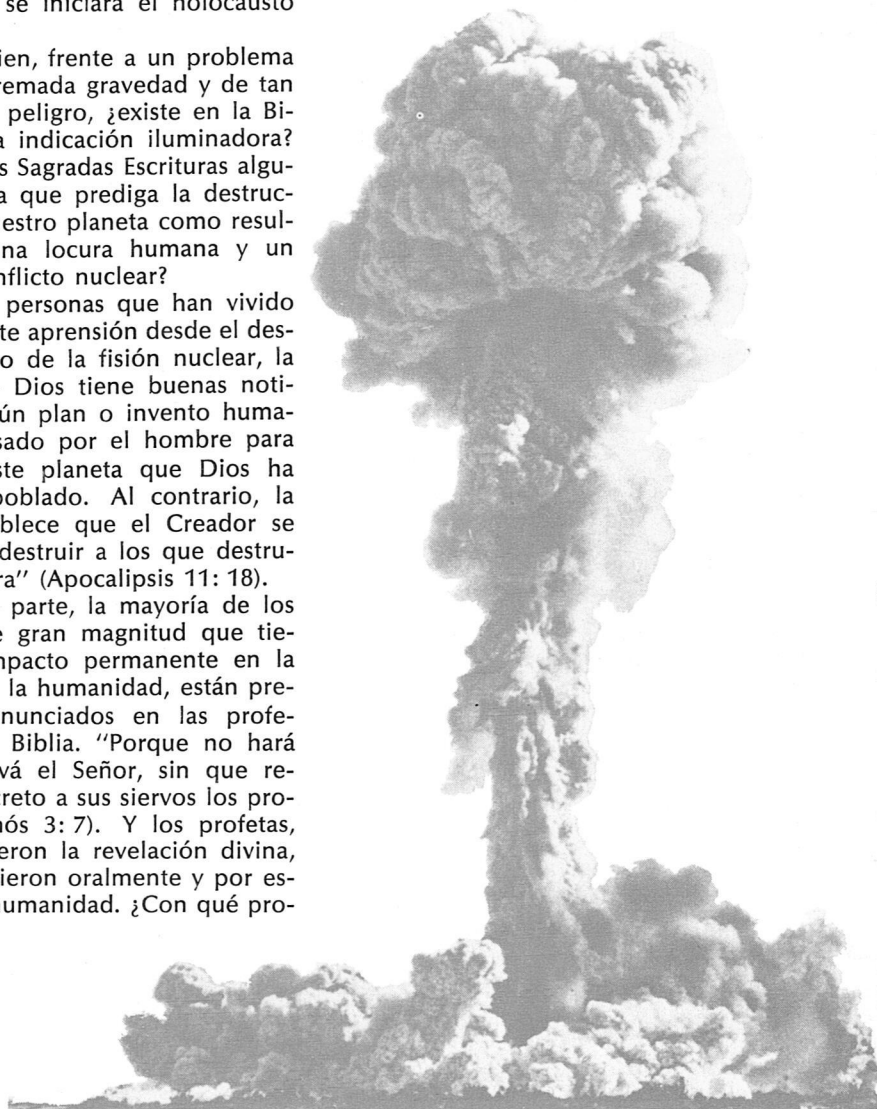 se iniciara el holocausto
ien, frente a un problema
remada gravedad y de tan
peligro, ¿existe en la Bi-
a indicación iluminadora?
s Sagradas Escrituras algu-
a que prediga la destruc-
estro planeta como resul-
na locura humana y un
nflicto nuclear?
personas que han vivido
te aprensión desde el des-
o de la fisión nuclear, la
Dios tiene buenas noti-
ún plan o invento huma-
sado por el hombre para
ste planeta que Dios ha
poblado. Al contrario, la
blece que el Creador se
destruir a los que destru-
ra" (Apocalipsis 11: 18).
parte, la mayoría de los
e gran magnitud que tie-
mpacto permanente en la
la humanidad, están pre-
nunciados en las profe-
Biblia. "Porque no hará
vá el Señor, sin que re-
creto a sus siervos los pro-
nós 3: 7). Y los profetas,
eron la revelación divina,
ieron oralmente y por es-
umanidad. ¿Con qué pro-